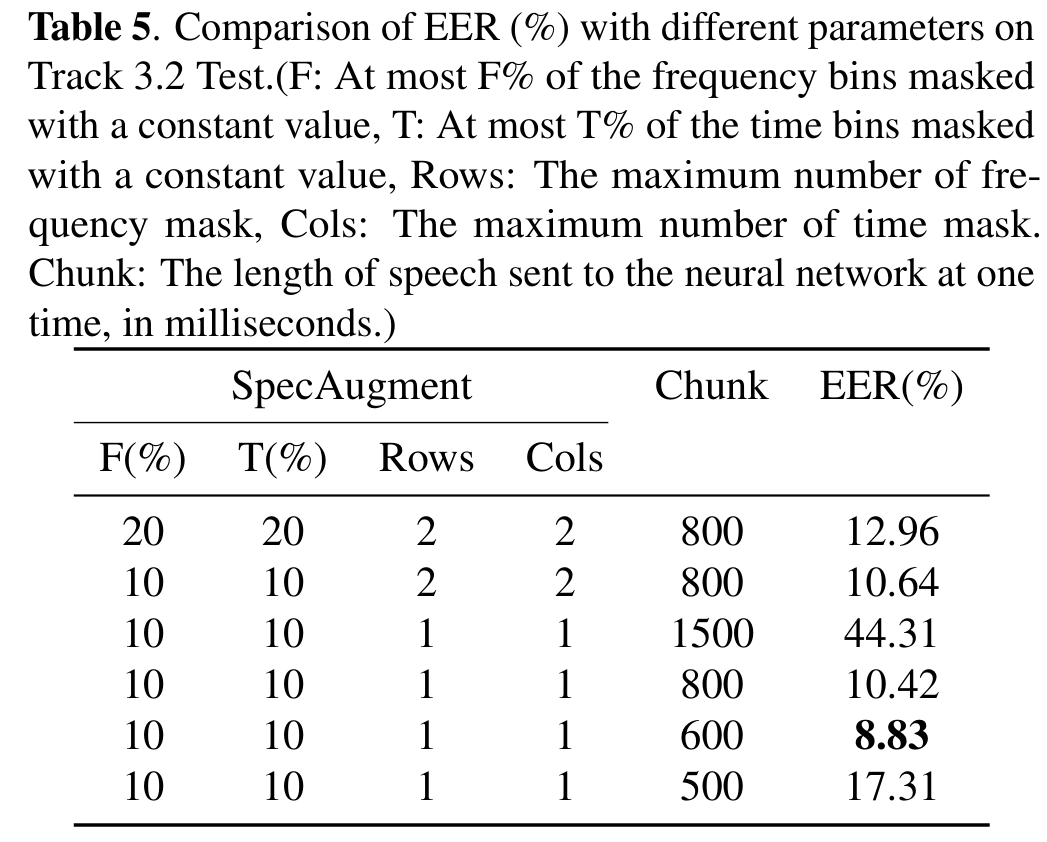 Table 5. Comparison of EER (%) with different parameters on
Track 3.2 Test.(F: At most F% of the frequency bins masked
with a constant value, T: At most T% of the time bins masked
with a constant value, Rows: The maximum number of fre-
quency mask, Cols: The maximum number of time mask.
Chunk: The length of speech sent to the neural network at one
time, in milliseconds.)
SpecAugment Chunk EER(%)
F(%) T(%) Rows Cols
20 20 2 2 800 12.96
10 10 2 2 800 10.64
10 10 1 1 1500 44.31
10 10 1 1 800 10.42
10 10 1 1 600 8.83
10 10 1 1 500 17.31